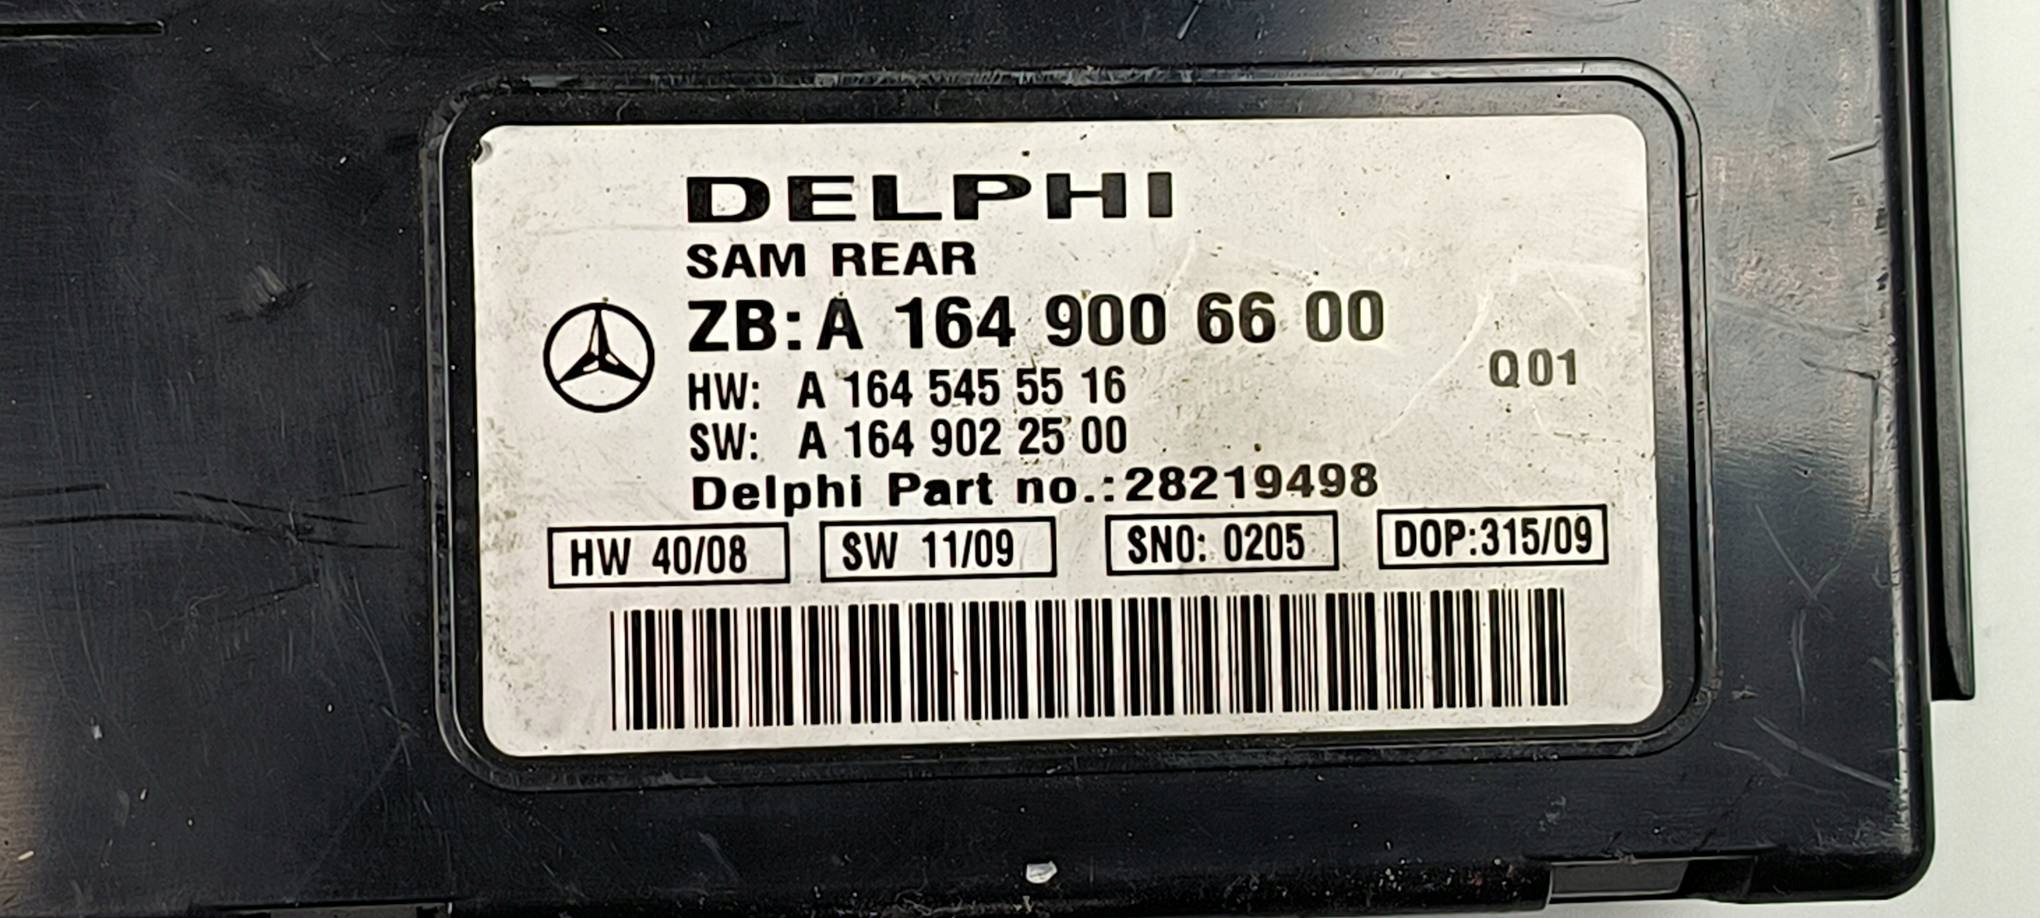 DELPHI
SAM REAR
ZB: A 164 900 66 00
Q01
HW: A 164 545 55 16
SW: A 164 902 25 00
Delphi Part no.:28219498
HW 40/08 SW 11/09 SNO: 0205 DOP:315/09